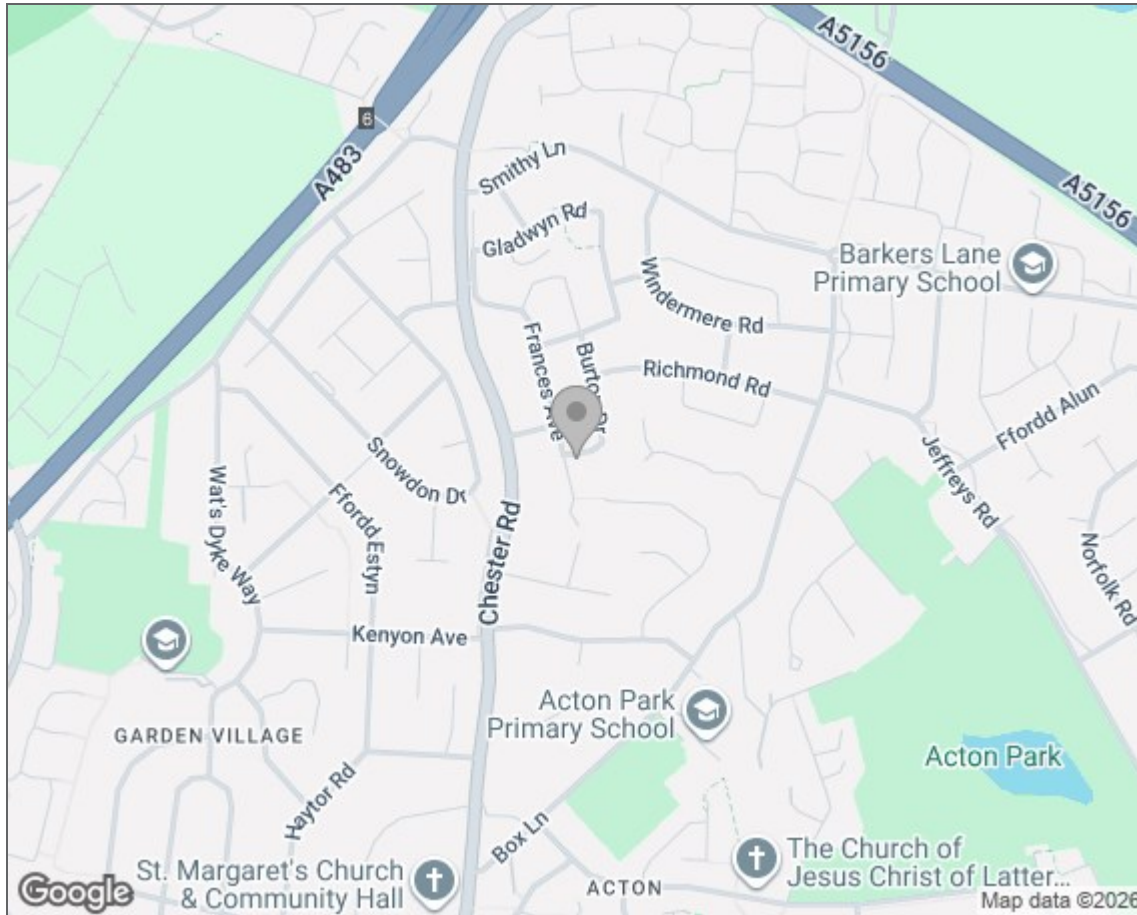 A5156
6
A483
Smithy Ln
Gladwyn Rd
A5156
Barkers Lane
Primary School
Windermere Rd
Frances Ave
Burton Dr
Richmond Rd
Ffordd Alun
Jeffreys Rd
Snowdon Dr
Wat's Dyke Way
Ffordd Estyn
Chester Rd
Norfolk Rd
Kenyon Ave
Acton Park
Primary School
GARDEN VILLAGE
Acton Park
Haytor Rd
Box Ln
St. Margaret's Church
& Community Hall
ACTON
The Church of
Jesus Christ of Latter...
Google
Map data ©2026